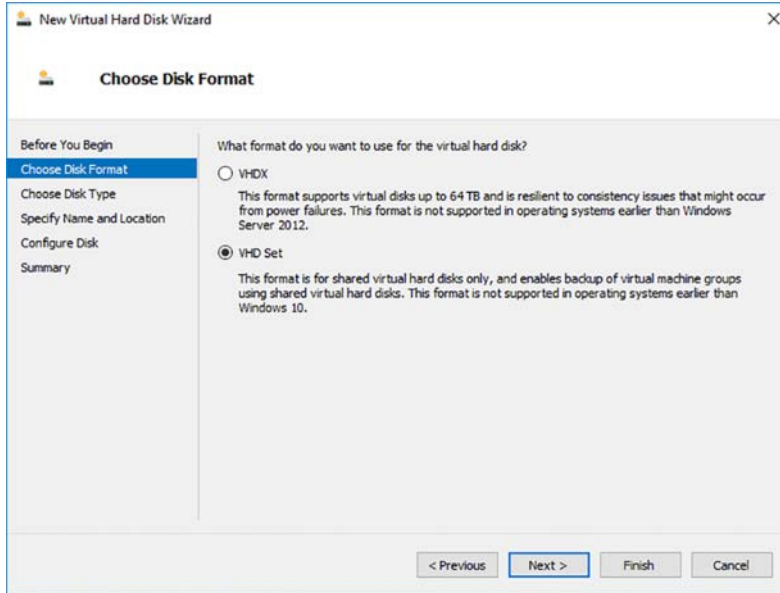 New Virtual Hard Disk Wizard
Choose Disk Format
Before You Begin
Choose Disk Format
Choose Disk Type
Specify Name and Location
Configure Disk
Summary
What format do you want to use for the virtual hard disk?
VHDX
This format supports virtual disks up to 64 TB and is resilient to consistency issues that might occur
from power failures. This format is not supported in operating systems earlier than Windows
Server 2012.
VHD Set
This format is for shared virtual hard disks only, and enables backup of virtual machine groups
using shared virtual hard disks. This format is not supported in operating systems earlier than
Windows 10.
< Previous Next > Finish Cancel